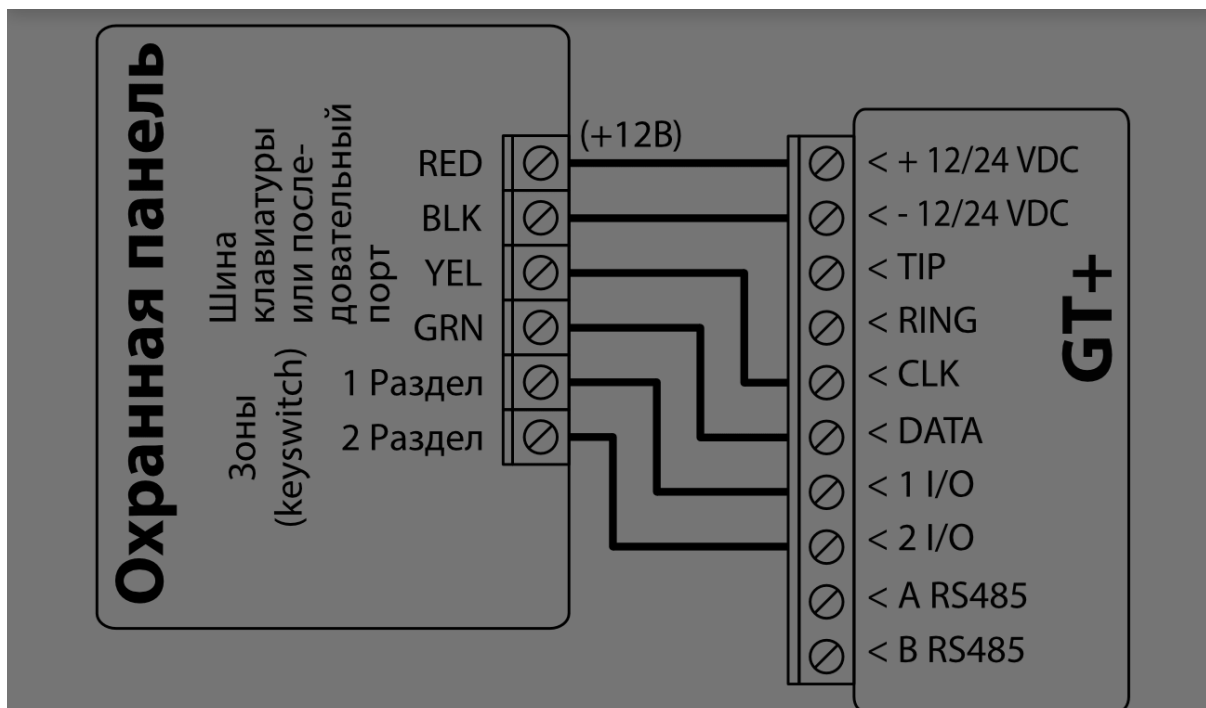 Охранная панель
Шина
клавиатуры
или после-
довательный
порт
Зоны
(keyswitch)
RED
BLK
YEL
GRN
1 Раздел
2 Раздел
(+12В)
< + 12/24 VDC
< - 12/24 VDC
< TIP
< RING
< CLK
< DATA
< 1 I/O
< 2 I/O
< A RS485
< B RS485
GT+